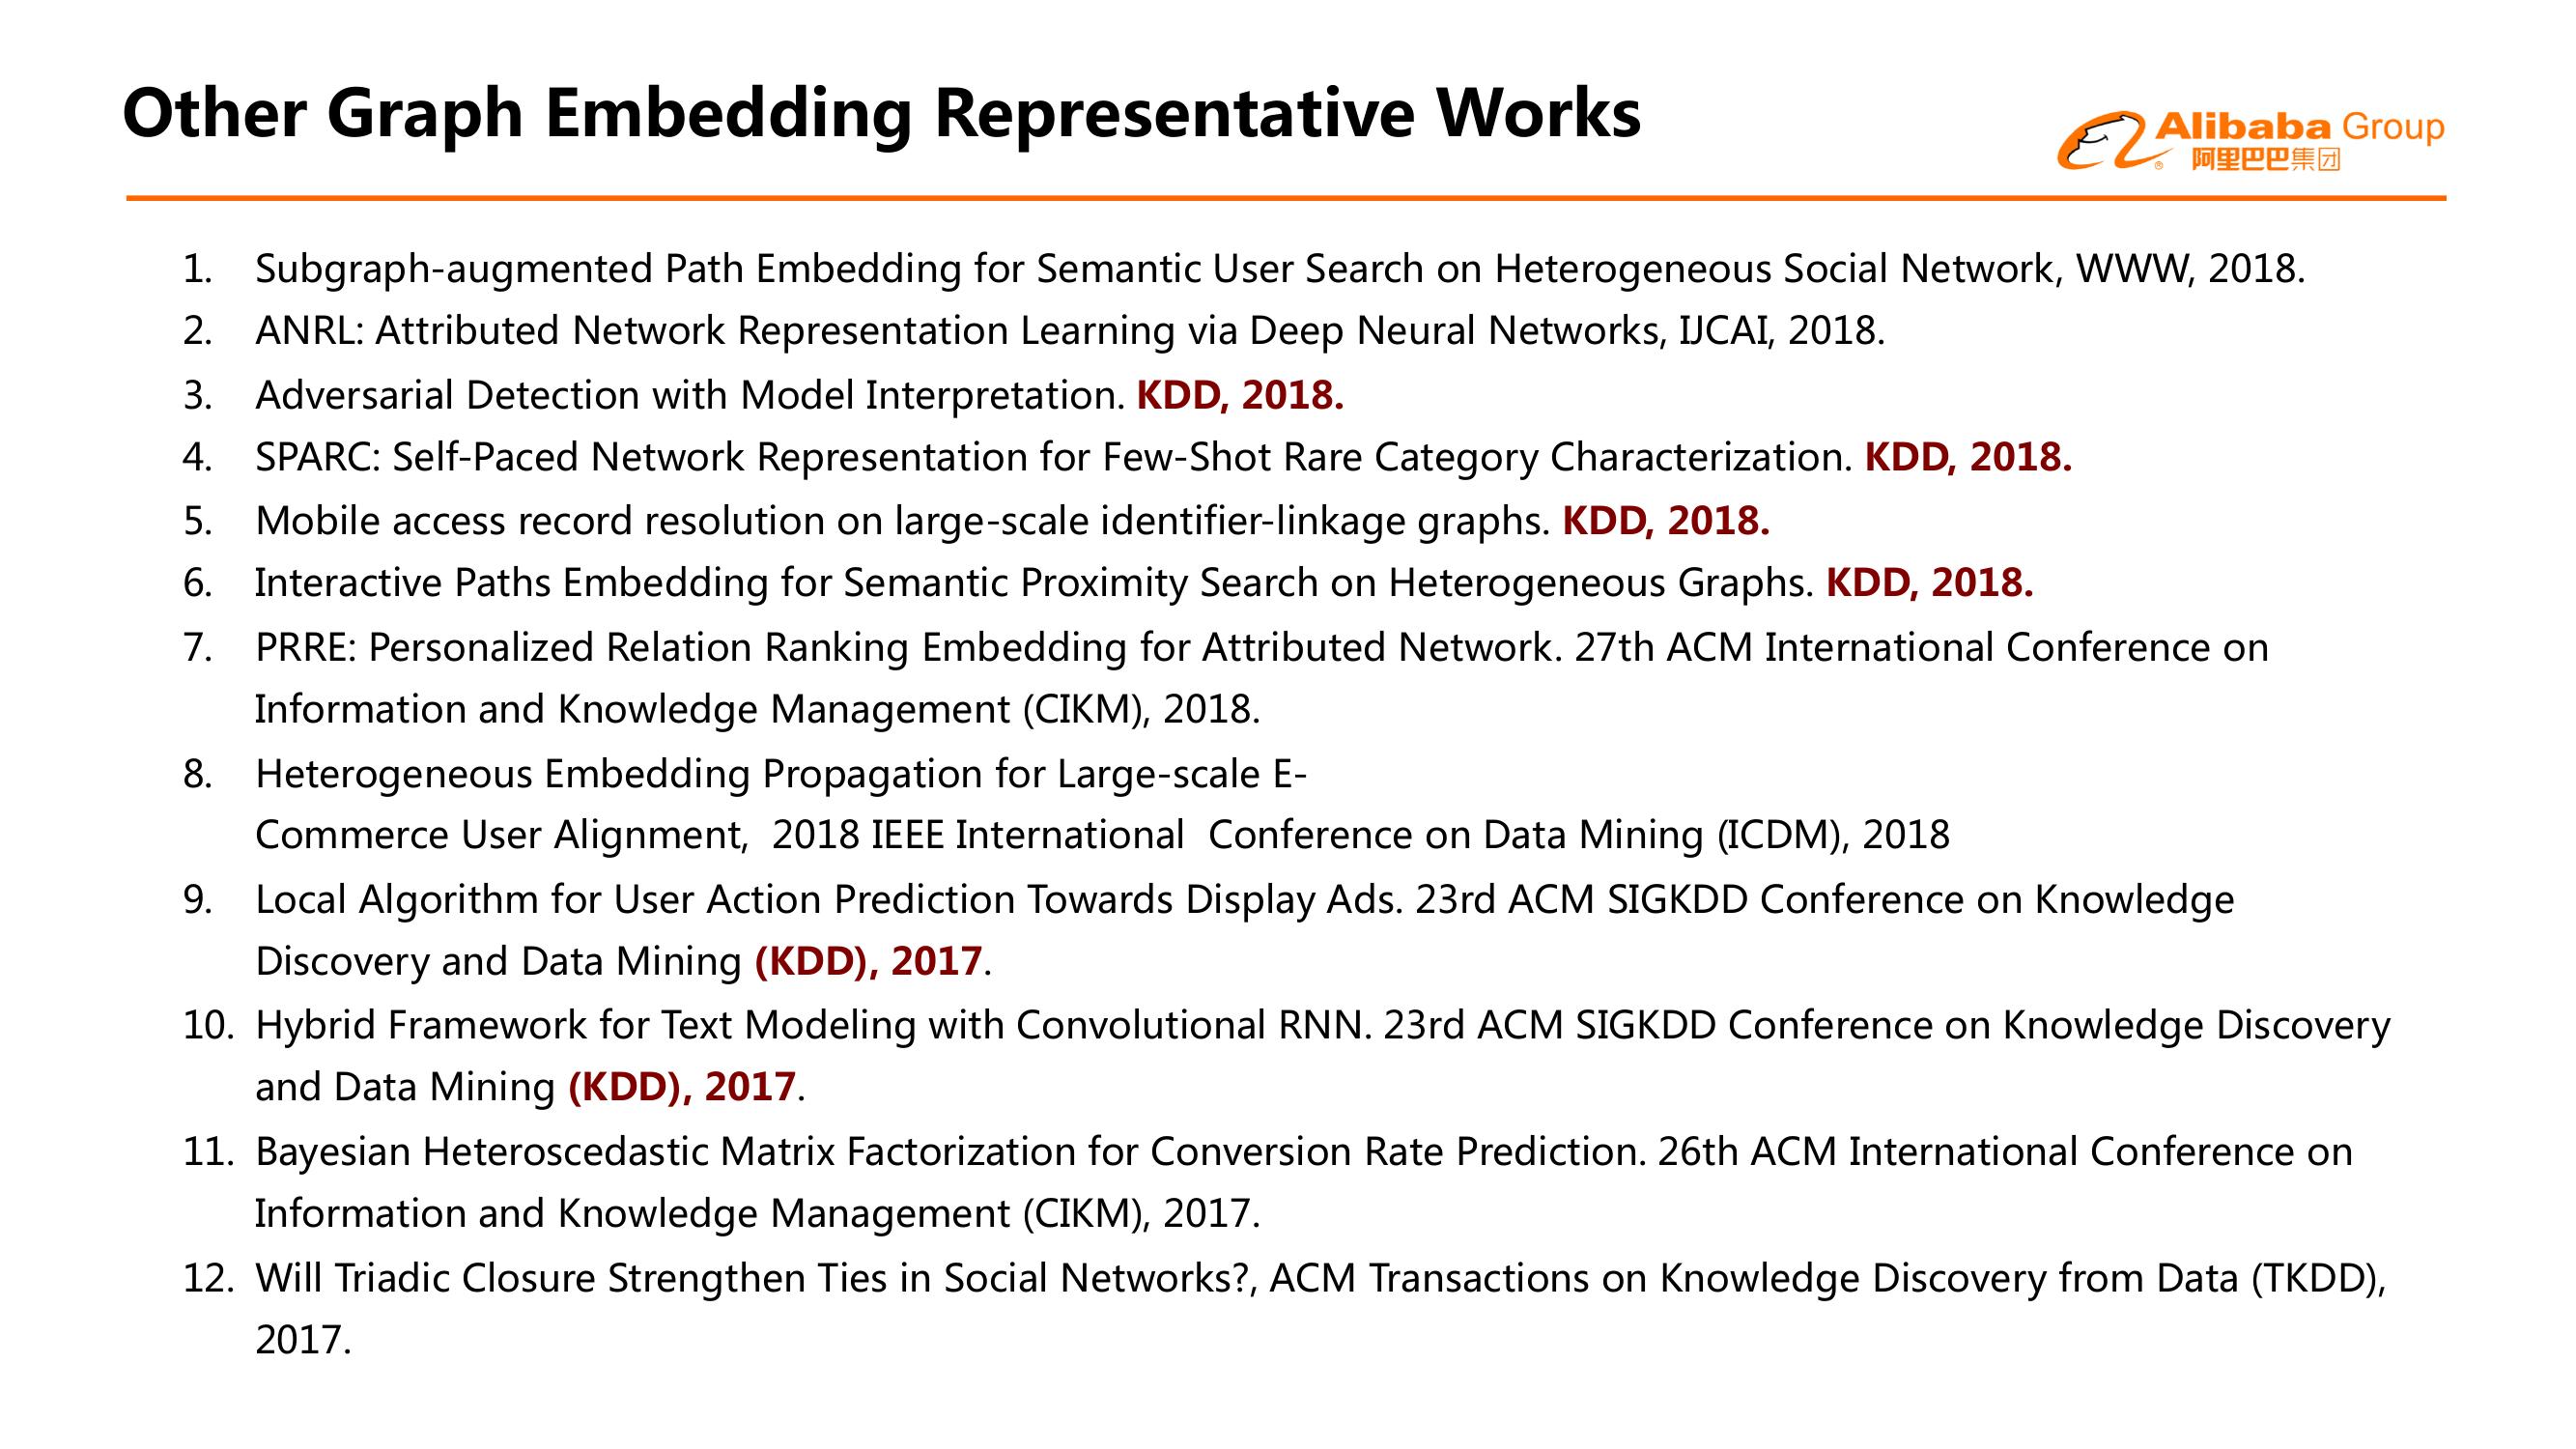 Other Graph Embedding Representative Works
Alibaba Group
®
阿里巴巴集团
1. Subgraph-augmented Path Embedding for Semantic User Search on Heterogeneous Social Network, WWW, 2018.
2. ANRL: Attributed Network Representation Learning via Deep Neural Networks, IJCAI, 2018.
3. Adversarial Detection with Model Interpretation. KDD, 2018.
4. SPARC: Self-Paced Network Representation for Few-Shot Rare Category Characterization. KDD, 2018.
5. Mobile access record resolution on large-scale identifier-linkage graphs. KDD, 2018.
6. Interactive Paths Embedding for Semantic Proximity Search on Heterogeneous Graphs. KDD, 2018.
7. PRRE: Personalized Relation Ranking Embedding for Attributed Network. 27th ACM International Conference on
Information and Knowledge Management (CIKM), 2018.
8. Heterogeneous Embedding Propagation for Large-scale E-
Commerce User Alignment,  2018 IEEE International  Conference on Data Mining (ICDM), 2018
9. Local Algorithm for User Action Prediction Towards Display Ads. 23rd ACM SIGKDD Conference on Knowledge
Discovery and Data Mining (KDD), 2017.
10. Hybrid Framework for Text Modeling with Convolutional RNN. 23rd ACM SIGKDD Conference on Knowledge Discovery
and Data Mining (KDD), 2017.
11. Bayesian Heteroscedastic Matrix Factorization for Conversion Rate Prediction. 26th ACM International Conference on
Information and Knowledge Management (CIKM), 2017.
12. Will Triadic Closure Strengthen Ties in Social Networks?, ACM Transactions on Knowledge Discovery from Data (TKDD),
2017.